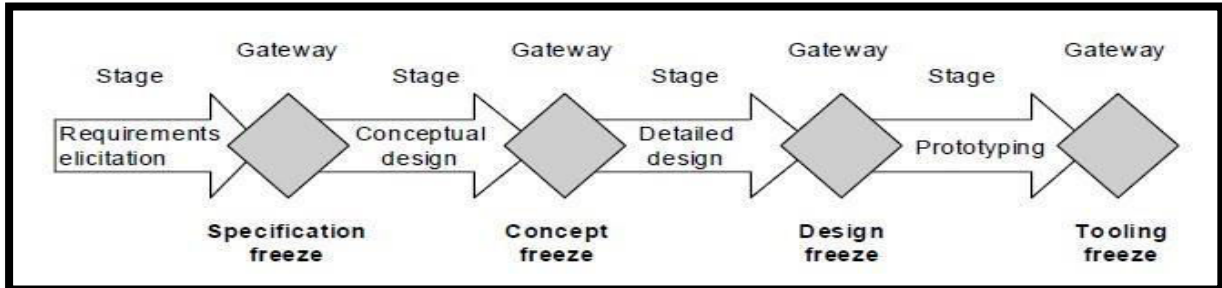 Gateway Gateway Gateway Gateway
Stage Stage Stage Stage
Requirements
elicitation
Conceptual
design
Detailed
design
Prototyping
Specification
freeze
Concept
freeze
Design
freeze
Tooling
freeze